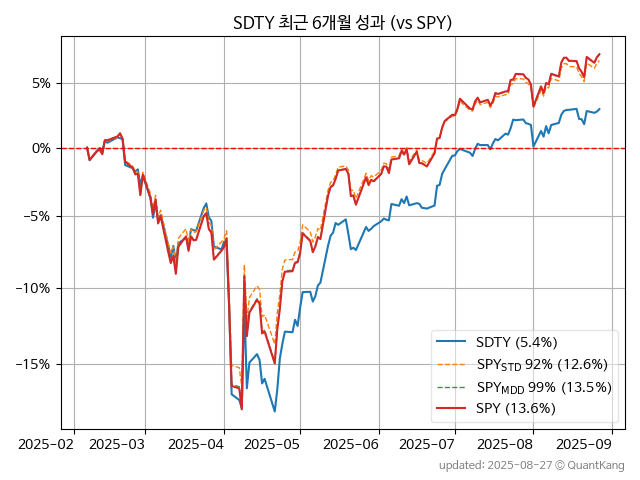 SDTY 최근 6개월 성과 (vs SPY)
5%
0%
−5%
−10%
−15%
SDTY (5.4%)
SPY_STD 92% (12.6%)
SPY_MDD 99% (13.5%)
SPY (13.6%)
2025-02 2025-03 2025-04 2025-05 2025-06 2025-07 2025-08 2025-09
updated: 2025-08-27 © QuantKang